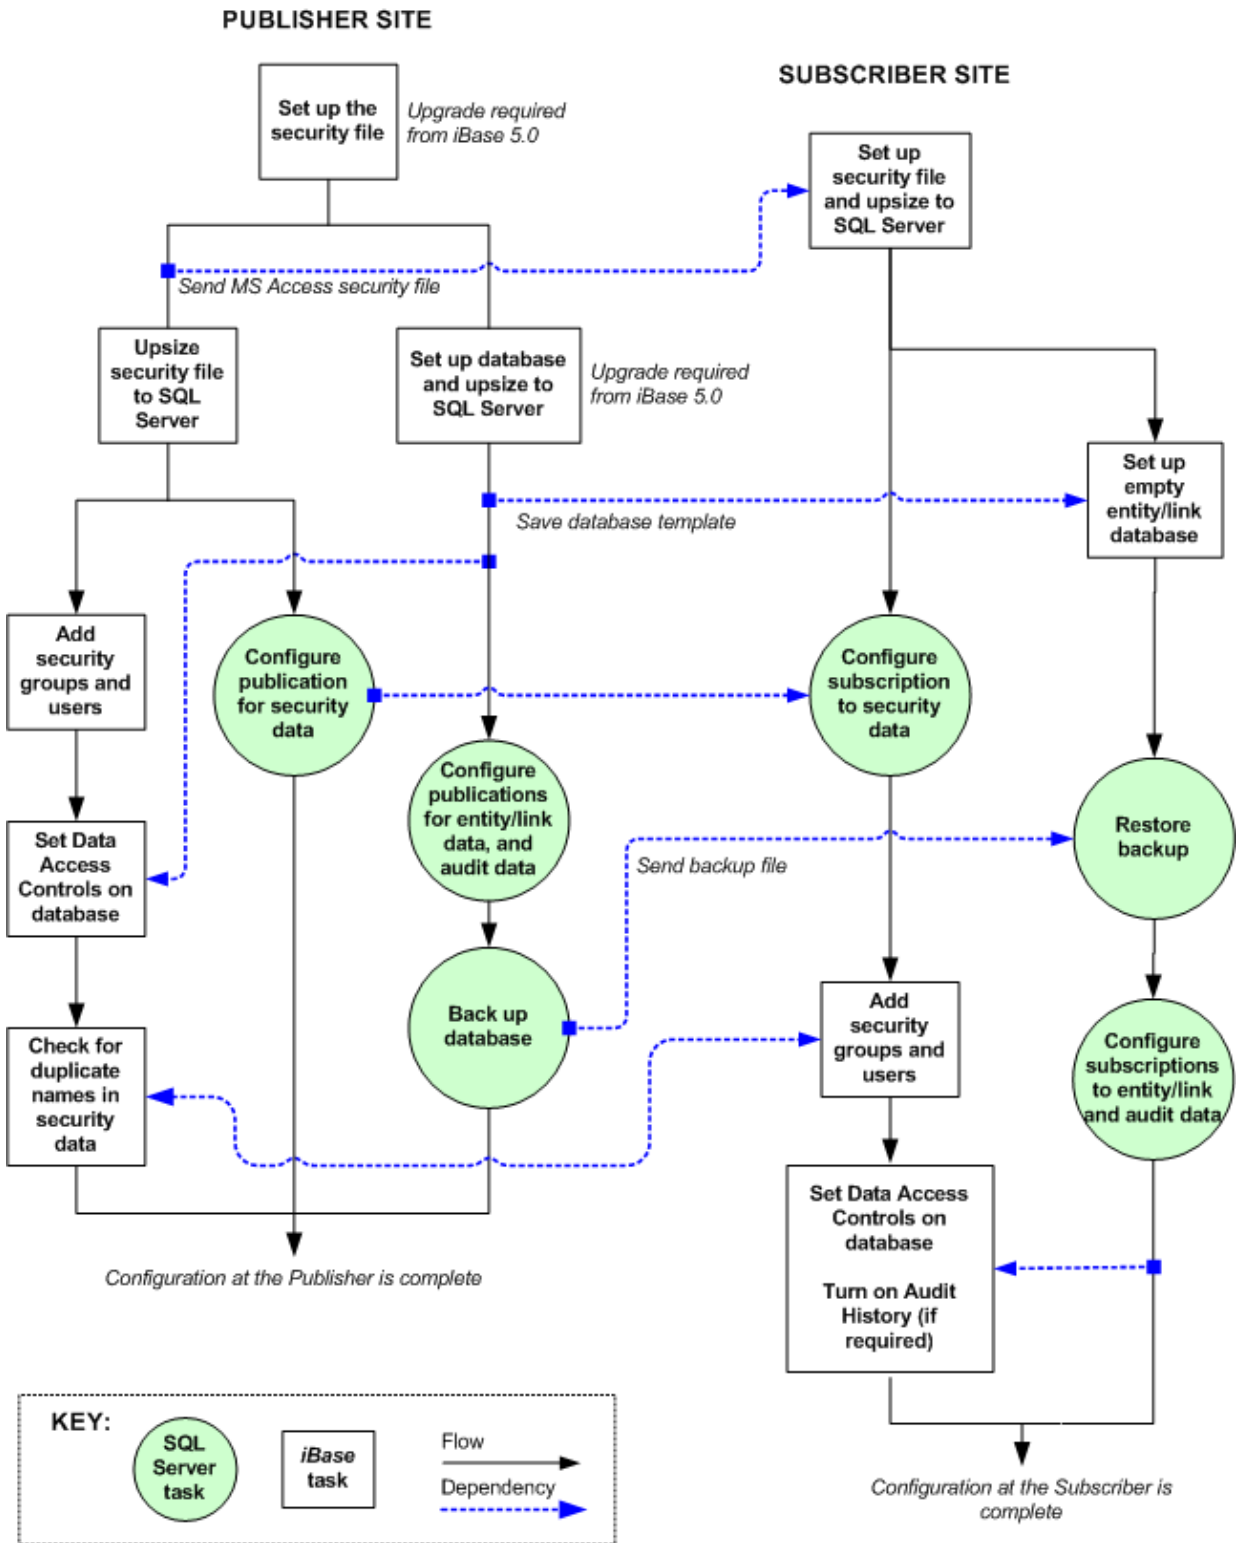 PUBLISHER SITE
SUBSCRIBER SITE
Set up the
security file
Upgrade required
from iBase 5.0
Set up
security file
and upsize to
SQL Server
Send MS Access security file
Upsize
security file
to SQL
Server
Set up database
and upsize to
SQL Server
Upgrade required
from iBase 5.0
Set up
empty
entity/link
database
Save database template
Add
security
groups and
users
Configure
publication
for security
data
Configure
subscription
to security
data
Configure
publications
for entity/link
data, and
audit data
Set Data
Access
Controls on
database
Send backup file
Restore
backup
Back up
database
Add
security
groups and
users
Check for
duplicate
names in
security
data
Configure
subscriptions
to entity/link
and audit data
Set Data Access
Controls on
database
Turn on Audit
History (if
required)
Configuration at the Publisher is complete
KEY:
SQL
Server
task
iBase
task
Flow
Dependency
Configuration at the Subscriber is
complete